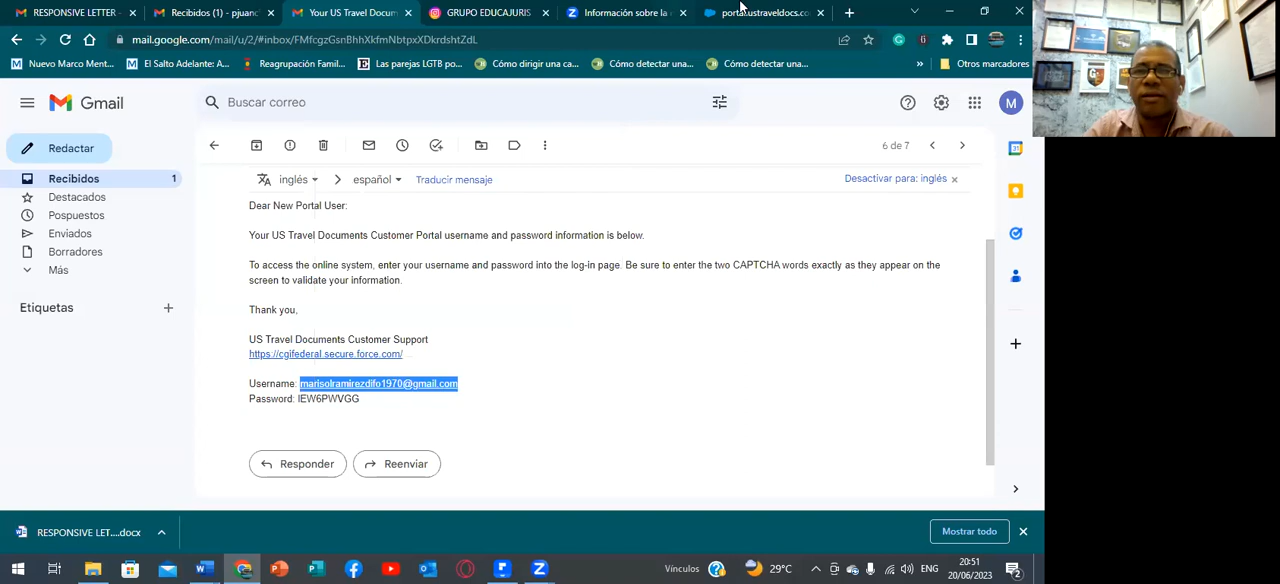 RESPONSIVE LETTER -
Recibidos (1) - pjuanc
Your US Travel Docum
GRUPO EDUCAJURIS
Información sobre la
portal.ustraveldocs.co
mail.google.com/mail/u/2/#inbox/FMfcgzGsnBhhXkfmNbtpxXDkrdshtZdL
Nuevo Marco Ment...
El Salto Adelante: A...
Reagrupación Famil...
Las parejas LGTB po...
Cómo dirigir una ca...
Cómo detectar una...
Cómo detectar una...
»
Otros marcadores
Gmail
Buscar correo
M
Redactar
6 de 7
Recibidos 1
Destacados
Pospuestos
Enviados
Borradores
Más
Etiquetas
inglés > español Traducir mensaje
Desactivar para: inglés
Dear New Portal User:
Your US Travel Documents Customer Portal username and password information is below.
To access the online system, enter your username and password into the log-in page. Be sure to enter the two CAPTCHA words exactly as they appear on the
screen to validate your information.
Thank you,
US Travel Documents Customer Support
https://cgifederal.secure.force.com/
Username: marisolramirezdifo1970@gmail.com
Password: IEW6PWVGG
Responder
Reenviar
RESPONSIVE LET....docx
Mostrar todo
Vínculos
29°C
ENG
20:51
20/06/2023
2